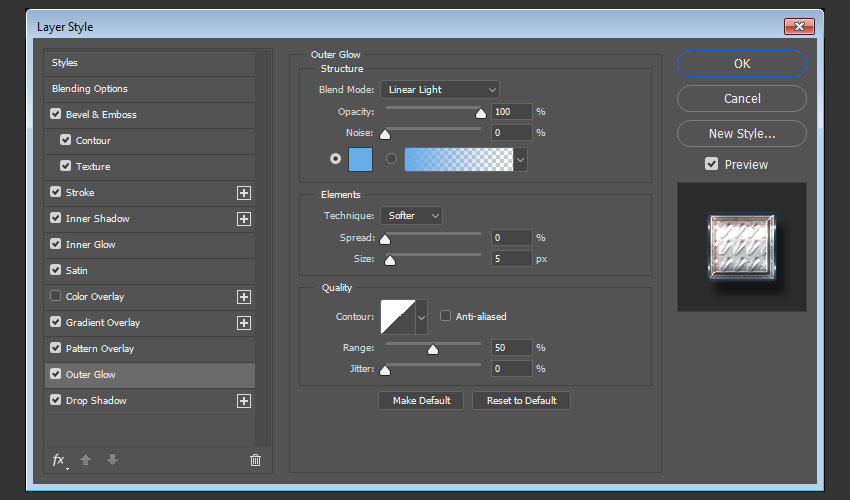 Layer Style
Styles
Blending Options
Bevel & Emboss
Contour
Texture
Stroke
Inner Shadow
Inner Glow
Satin
Color Overlay
Gradient Overlay
Pattern Overlay
Outer Glow
Drop Shadow
fx
Outer Glow
Structure
Blend Mode: Linear Light
Opacity: 100 %
Noise: 0 %
Elements
Technique: Softer
Spread: 0 %
Size: 5 px
Quality
Contour: Anti-aliased
Range: 50 %
Jitter: 0 %
Make Default Reset to Default
OK
Cancel
New Style...
Preview